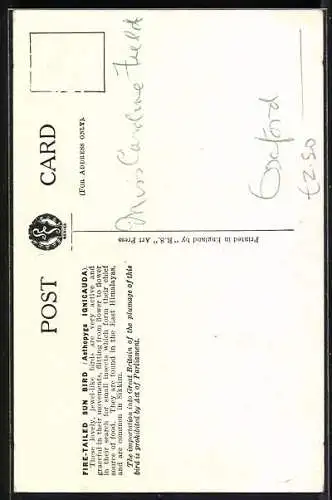 POST CARD
FIRE-TAILED SUN BIRD (Aethopyga IGNICAUDA).
These lovely, jewel-like birds are very active and
graceful in their movements, flitting from flower to flower
in their search for small insects which form their chief
source of food. They are found in the East Himalayas,
and are common in Sikkim.
The importation into Great Britain of the plumage of this
bird is prohibited by Act of Parliament.
Printed in England by "R.S." Art Press
(FOR ADDRESS ONLY).
Miss Caroline Field
Oxford
£2.50